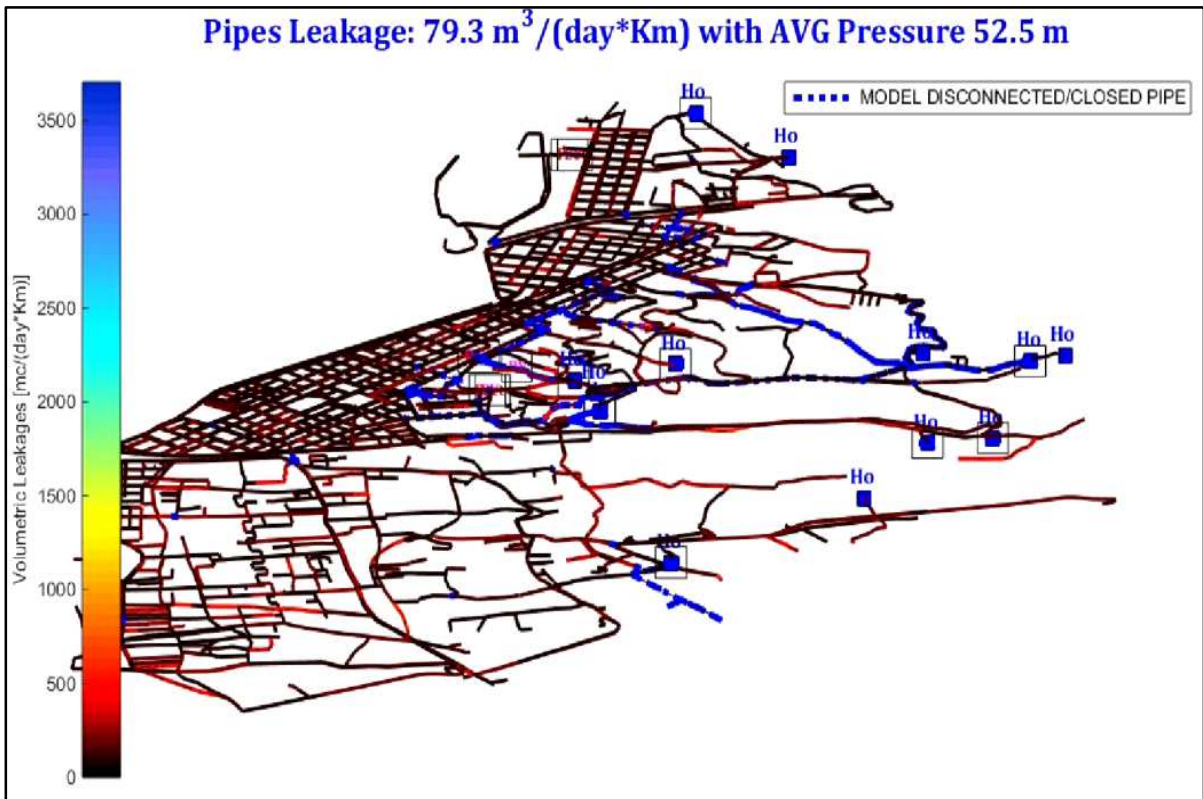 Pipes Leakage: 79.3 m³/(day*Km) with AVG Pressure 52.5 m
MODEL DISCONNECTED/CLOSED PIPE
Volumetric Leakages [mc/(day*Km)]
3500
3000
2500
2000
1500
1000
500
0
Ho
Ho
Ho
Ho
Ho
Ho
Ho
Ho
Ho
Ho
Ho
Ho